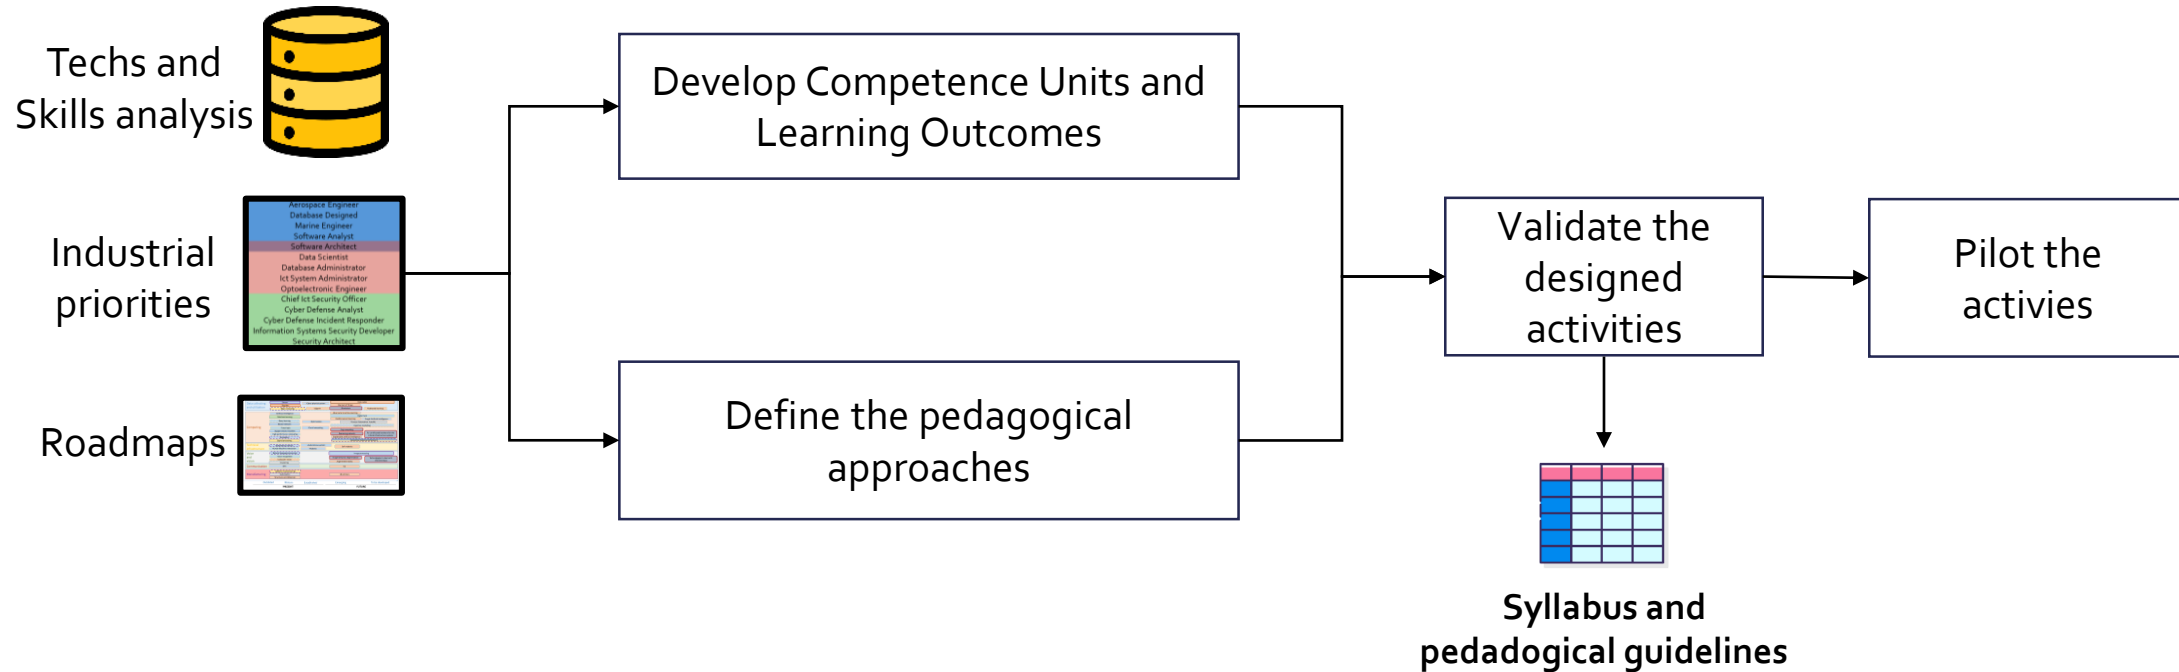 Techs and
Skills analysis
Industrial
priorities
Roadmaps
Aerospace Engineer
Database Designed
Marine Engineer
Software Analyst
Software Architect
Data Scientist
Database Administrator
Ict System Administrator
Optoelectronic Engineer
Chief Ict Security Officer
Cyber Defense Analyst
Cyber Defense Incident Responder
Information Systems Security Developer
Security Architect
Develop Competence Units and
Learning Outcomes
Define the pedagogical
approaches
Validate the
designed
activities
Pilot the
activies
Syllabus and
pedadogical guidelines